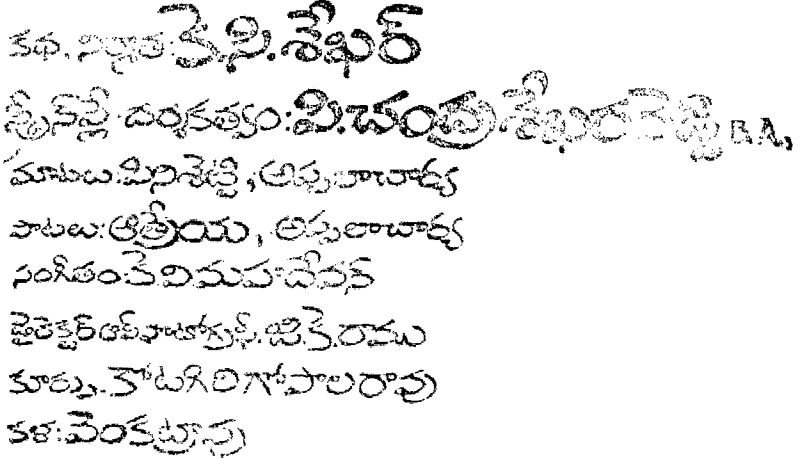 కథ, నిర్మాత: కె.సి.శేఖర్
స్క్రీన్‌ప్లే దర్శకత్వం: పి.చంద్రశేఖరరెడ్డి B.A.,
మాటలు: పినిశెట్టి, అప్పలాచార్య
పాటలు: ఆత్రేయ, అప్పలాచార్య
సంగీతం: కె.వి.మహదేవన్
డైరెక్టర్ ఆఫ్ ఫొటోగ్రఫీ. జి.కె.రాము
కూర్పు. కోటగిరి గోపాలరావు
కళ: వెంకట్రావు